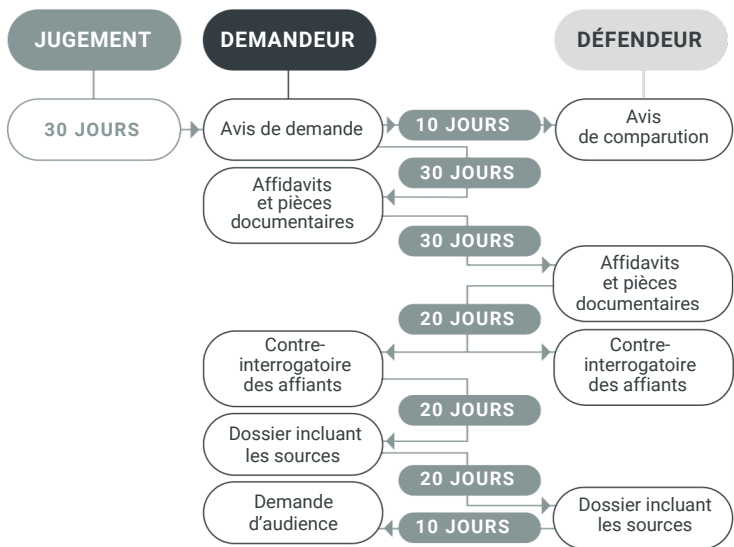 JUGEMENT
DEMANDEUR
DÉFENDEUR
30 JOURS
Avis de demande
10 JOURS
Avis
de comparution
30 JOURS
Affidavits
et pièces
documentaires
30 JOURS
Affidavits
et pièces
documentaires
20 JOURS
Contre-
interrogatoire
des affiants
Contre-
interrogatoire
des affiants
20 JOURS
Dossier incluant
les sources
20 JOURS
Dossier incluant
les sources
Demande
d’audience
10 JOURS